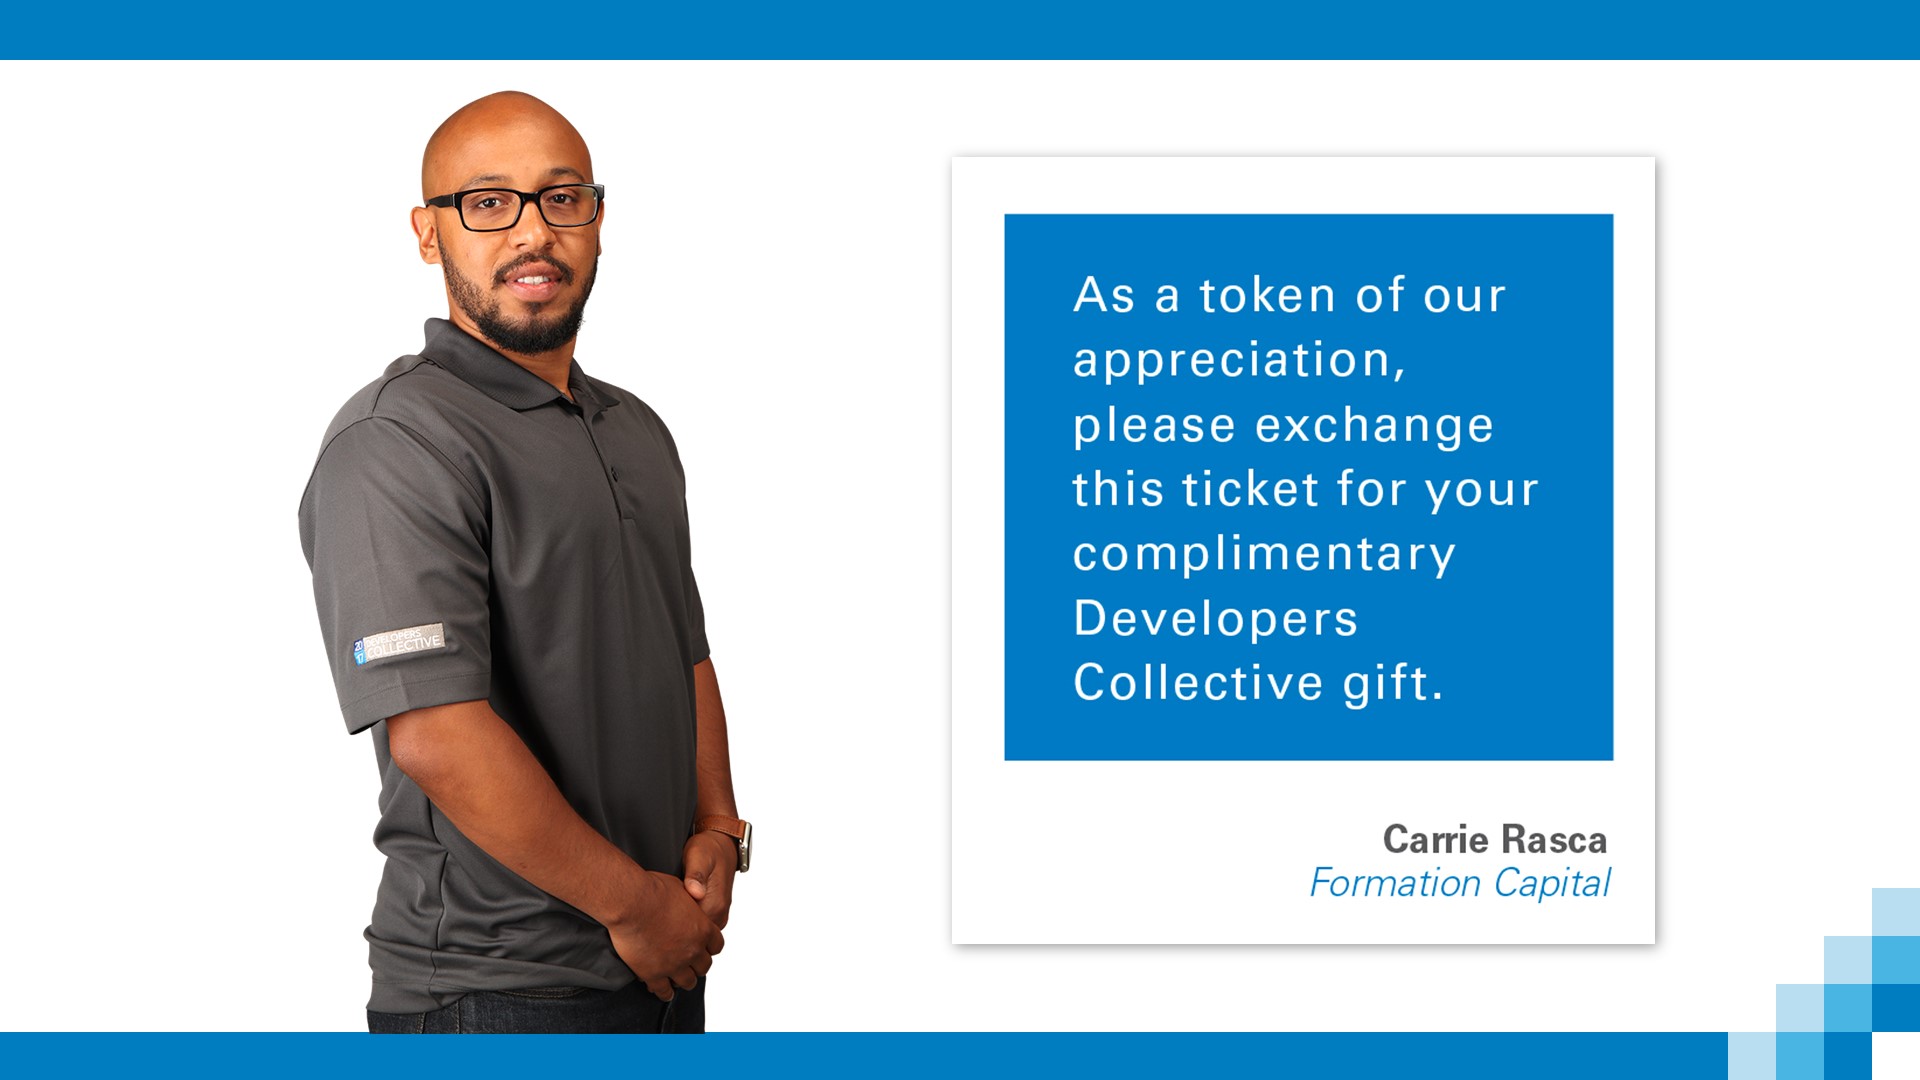 As a token of our
appreciation,
please exchange
this ticket for your
complimentary
Developers
Collective gift.
Carrie Rasca
Formation Capital
20
17
DEVELOPERS
COLLECTIVE